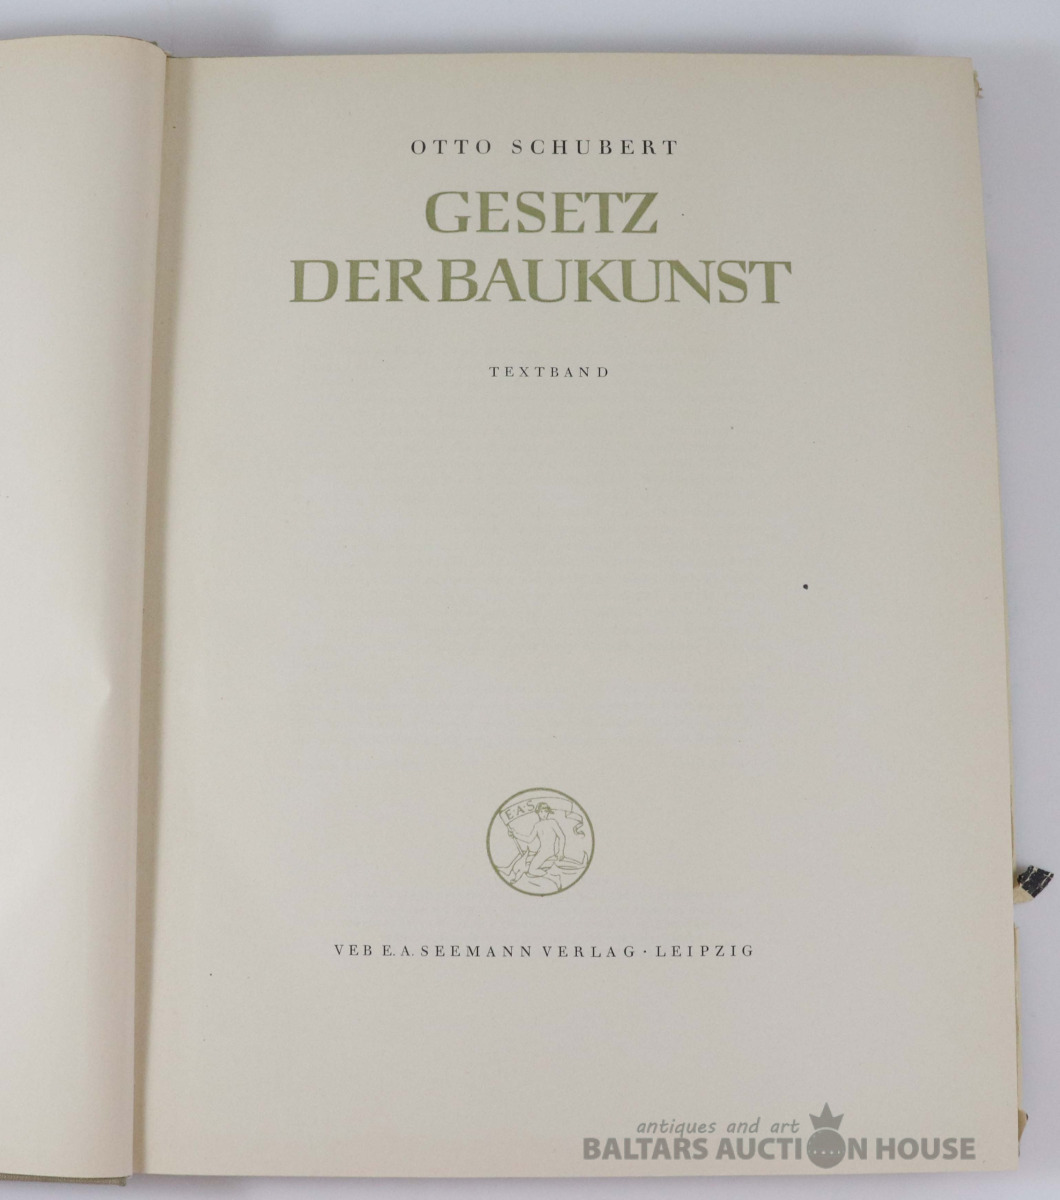 OTTO SCHUBERT
GESETZ
DER BAUKUNST
TEXTBAND
E.A.S
VEB E. A. SEEMANN VERLAG · LEIPZIG
antiques and art
BALTARS AUCTION HOUSE